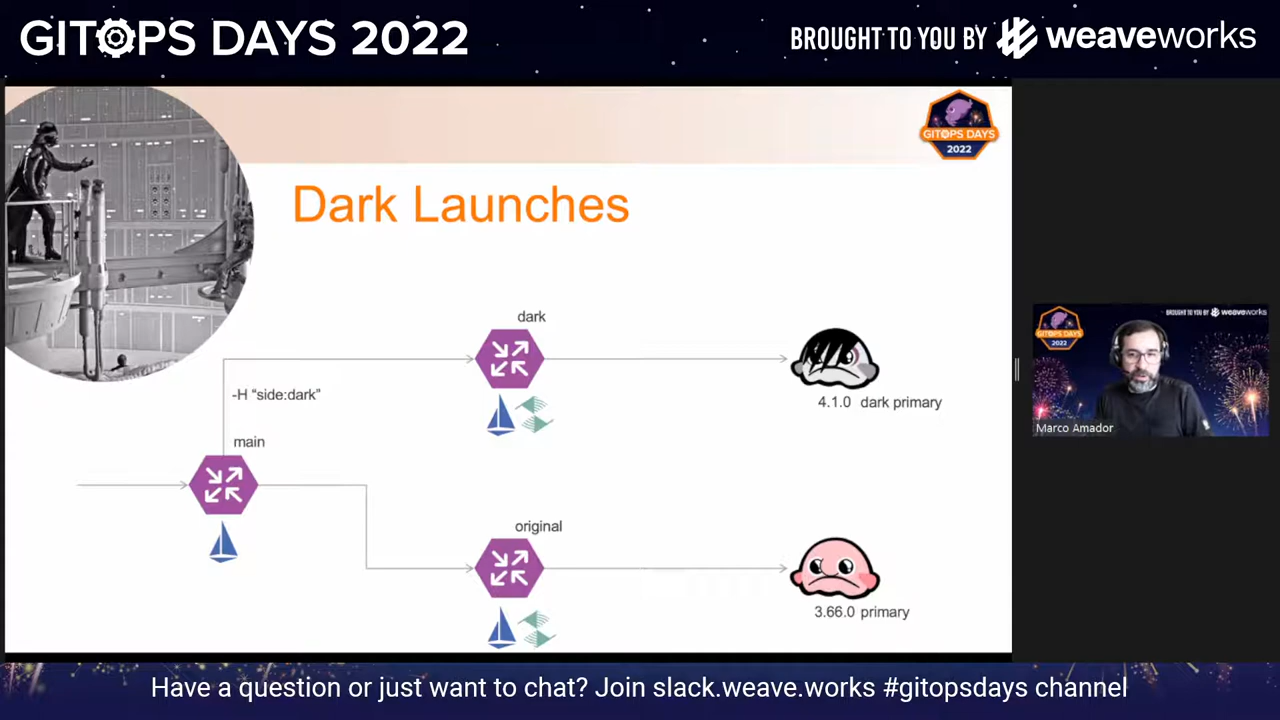 GITOPS DAYS 2022
BROUGHT TO YOU BY weaveworks
GITOPS DAYS
2022
Dark Launches
dark
-H "side:dark"
4.1.0 dark primary
main
original
3.66.0 primary
BROUGHT TO YOU BY weaveworks
GITOPS DAYS
2022
Marco Amador
Have a question or just want to chat? Join slack.weave.works #gitopsdays channel